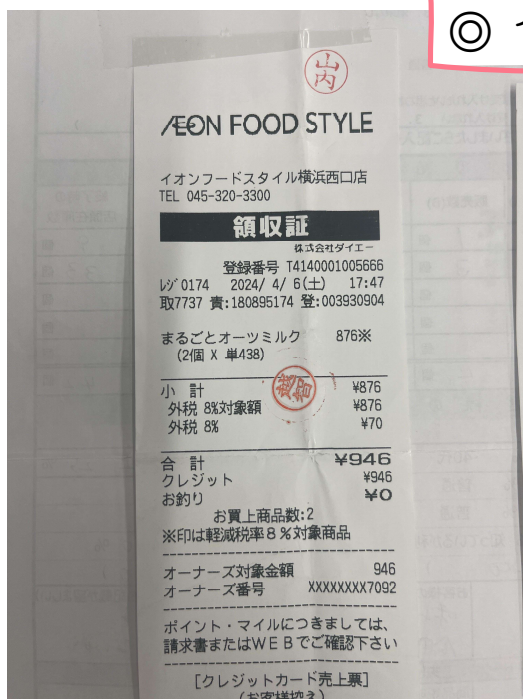 ◎
山内
ÆON FOOD STYLE
イオンフードスタイル横浜西口店
TEL 045-320-3300
領収証
株式会社ダイエー
登録番号 T4140001005666
レジ0174 2024/ 4/ 6(土) 17:47
取7737 責:180895174 登:003930904
まるごとオーツミルク 876※
(2個 X 単438)
小 計 ¥876
外税 8%対象額 ¥876
外税 8% ¥70
合 計 ¥946
クレジット ¥946
お釣り ¥0
お買上商品数:2
※印は軽減税率8%対象商品
オーナーズ対象金額 946
オーナーズ番号 XXXXXXXX7092
ポイント・マイルにつきましては、
請求書またはWEBでご確認下さい
[クレジットカード売上票]
(お客様控え)